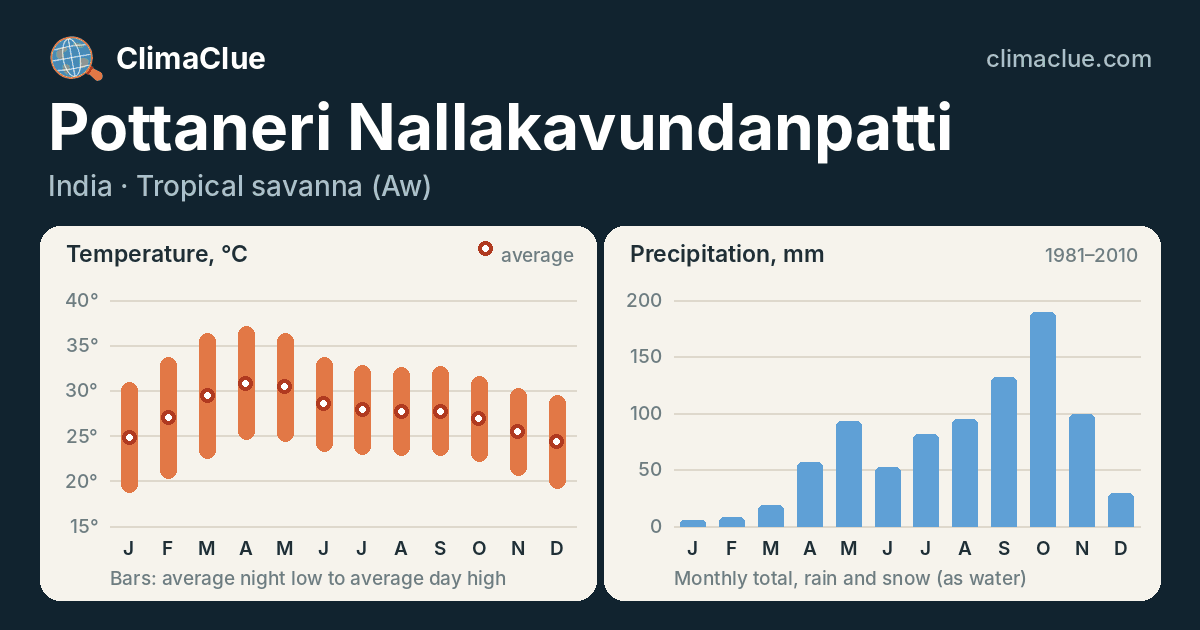 ClimaClue
climaclue.com
Pottaneri Nallakavundanpatti
India · Tropical savanna (Aw)
Temperature, °C
average
40°
35°
30°
25°
20°
15°
J F M A M J J A S O N D
Bars: average night low to average day high
Precipitation, mm
1981–2010
200
150
100
50
0
J F M A M J J A S O N D
Monthly total, rain and snow (as water)